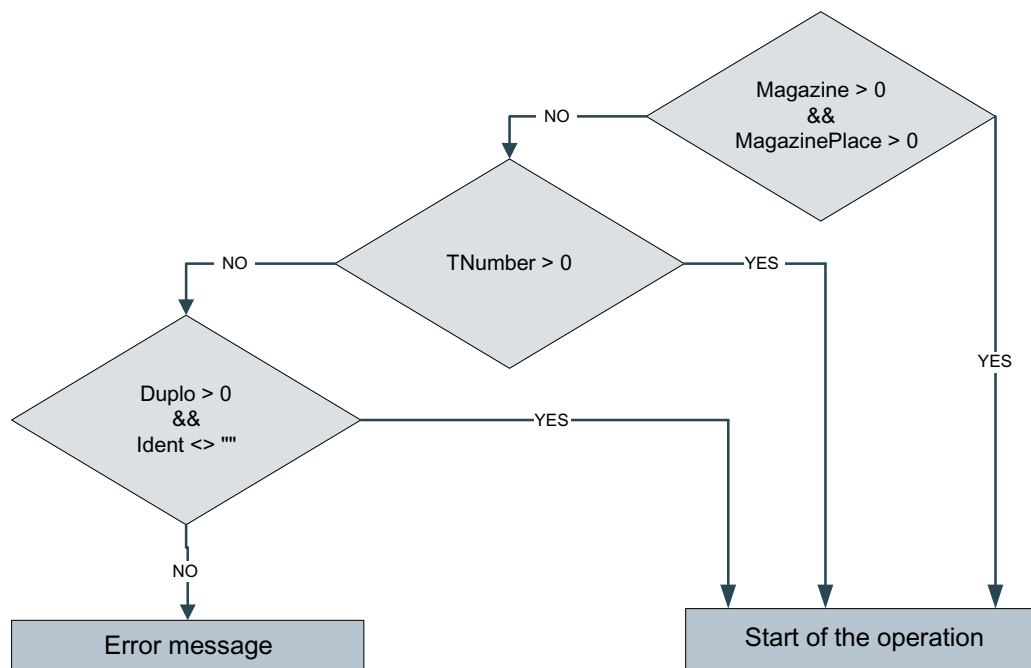 Magazine > 0
&&
MagazinePlace > 0
NO
TNumber > 0
NO
YES
YES
Duplo > 0
&&
Ident <> ""
YES
NO
Error message
Start of the operation